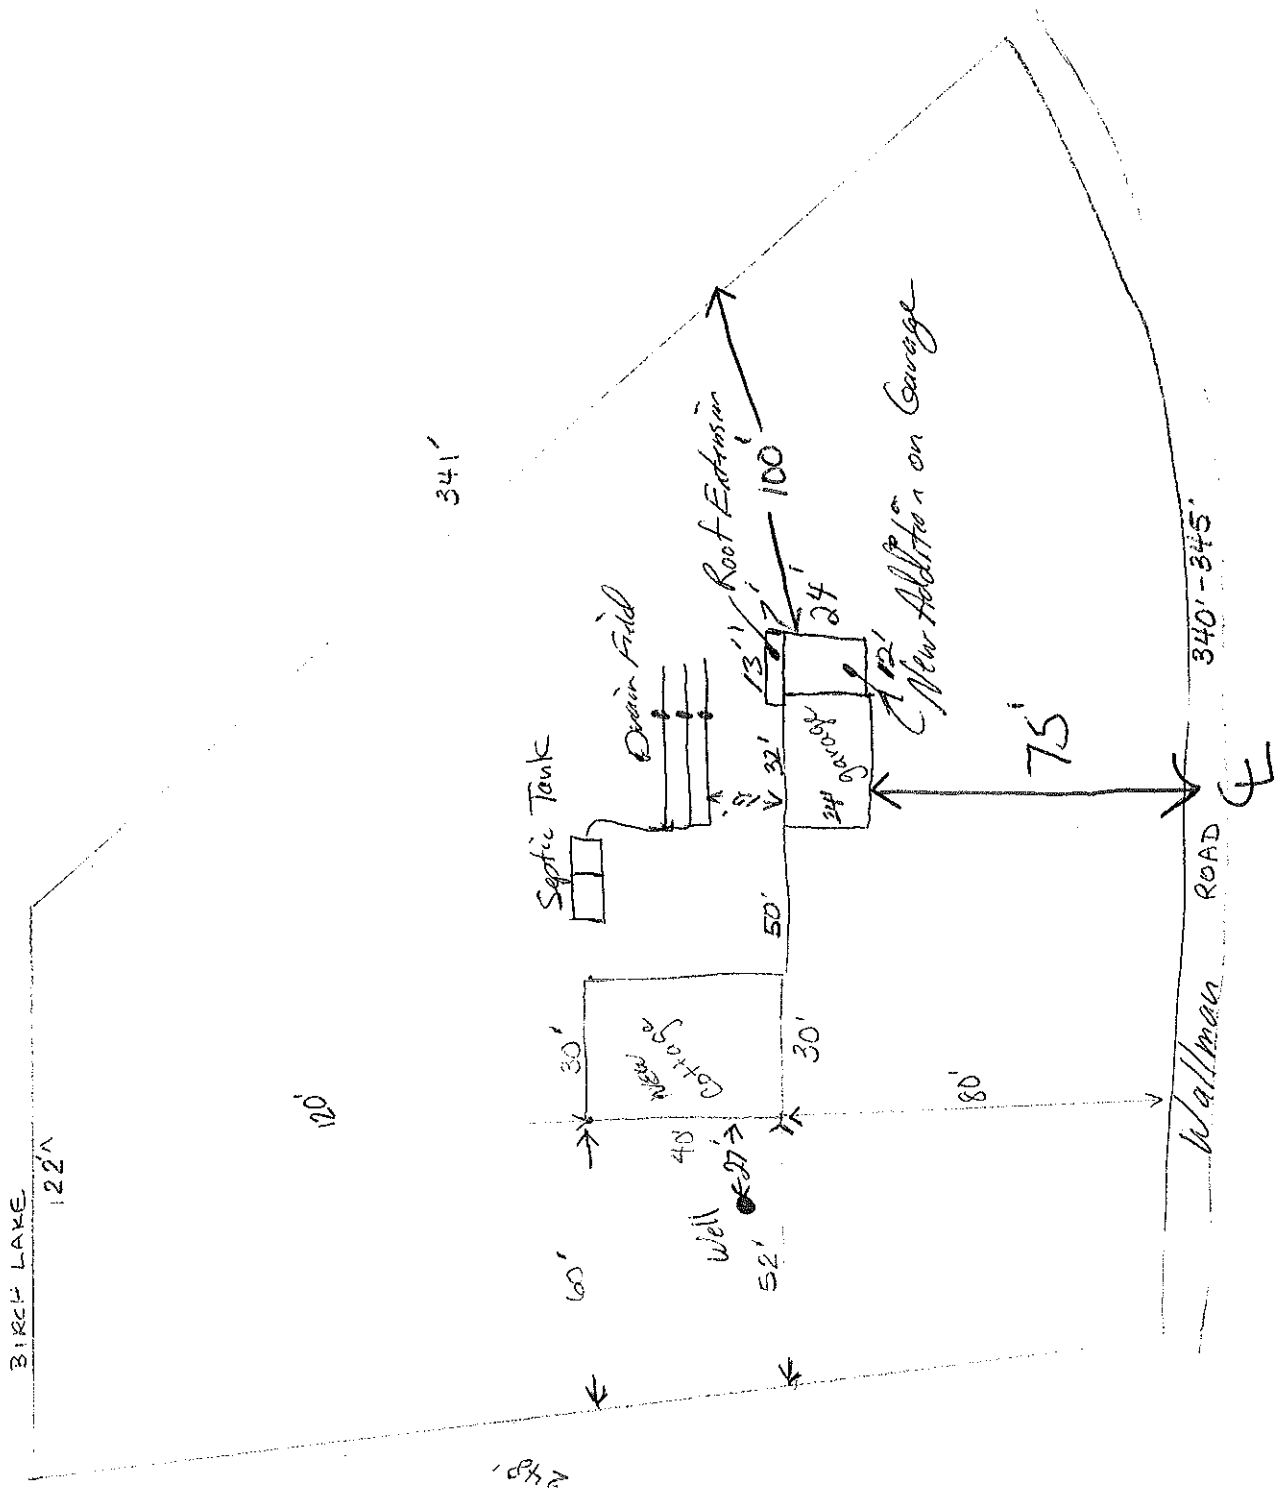 BIRCH LAKE
122'
120'
341'
Septic Tank
Drain Field
Roof Extension
13'
7'
100'
24'
12'
New Addition on Garage
30'
NEW
Cottage
40'
30'
50'
32'
24'
garage
60'
Well
27'
52'
80'
75'
Wallman ROAD
340'-345'